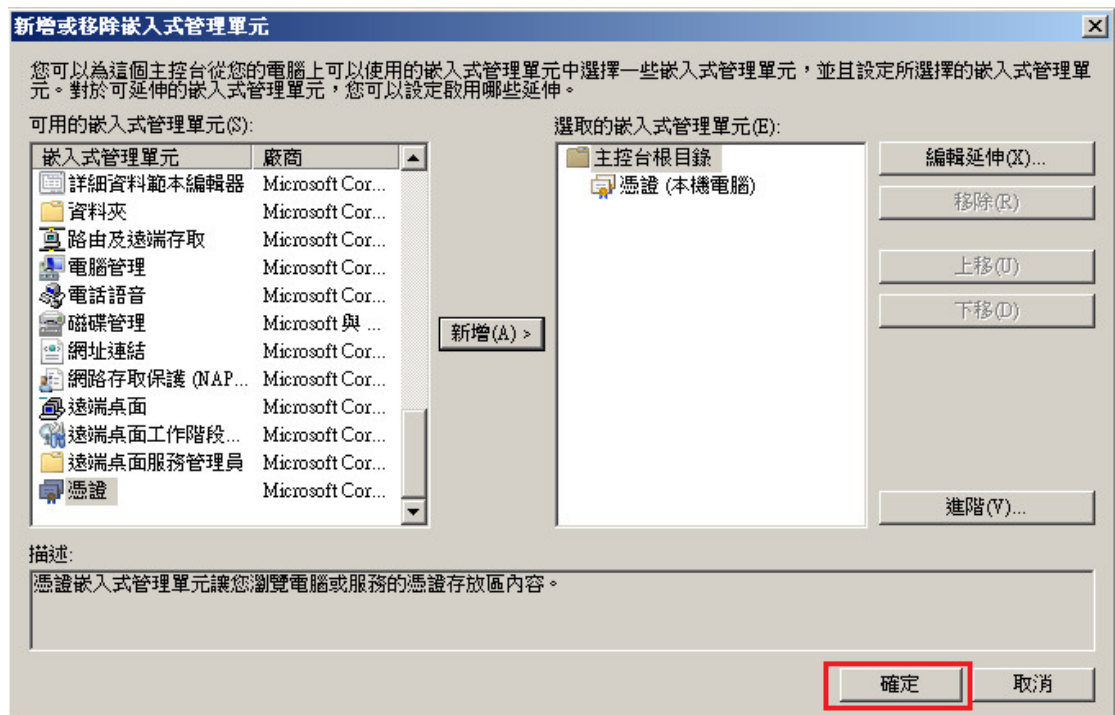 新增或移除嵌入式管理單元
您可以為這個主控台從您的電腦上可以使用的嵌入式管理單元中選擇一些嵌入式管理單元，並且設定所選擇的嵌入式管理單
元。對於可延伸的嵌入式管理單元，您可以設定啟用哪些延伸。
可用的嵌入式管理單元(S):
嵌入式管理單元 廠商
詳細資料範本編輯器 Microsoft Cor...
資料夾 Microsoft Cor...
路由及遠端存取 Microsoft Cor...
電腦管理 Microsoft Cor...
電話語音 Microsoft Cor...
磁碟管理 Microsoft 與 ...
網址連結 Microsoft Cor...
網路存取保護 (NAP... Microsoft Cor...
遠端桌面 Microsoft Cor...
遠端桌面工作階段... Microsoft Cor...
遠端桌面服務管理員 Microsoft Cor...
憑證 Microsoft Cor...
新增(A) >
選取的嵌入式管理單元(E):
主控台根目錄
憑證 (本機電腦)
編輯延伸(X)...
移除(R)
上移(U)
下移(D)
進階(V)...
描述:
憑證嵌入式管理單元讓您瀏覽電腦或服務的憑證存放區內容。
確定 取消